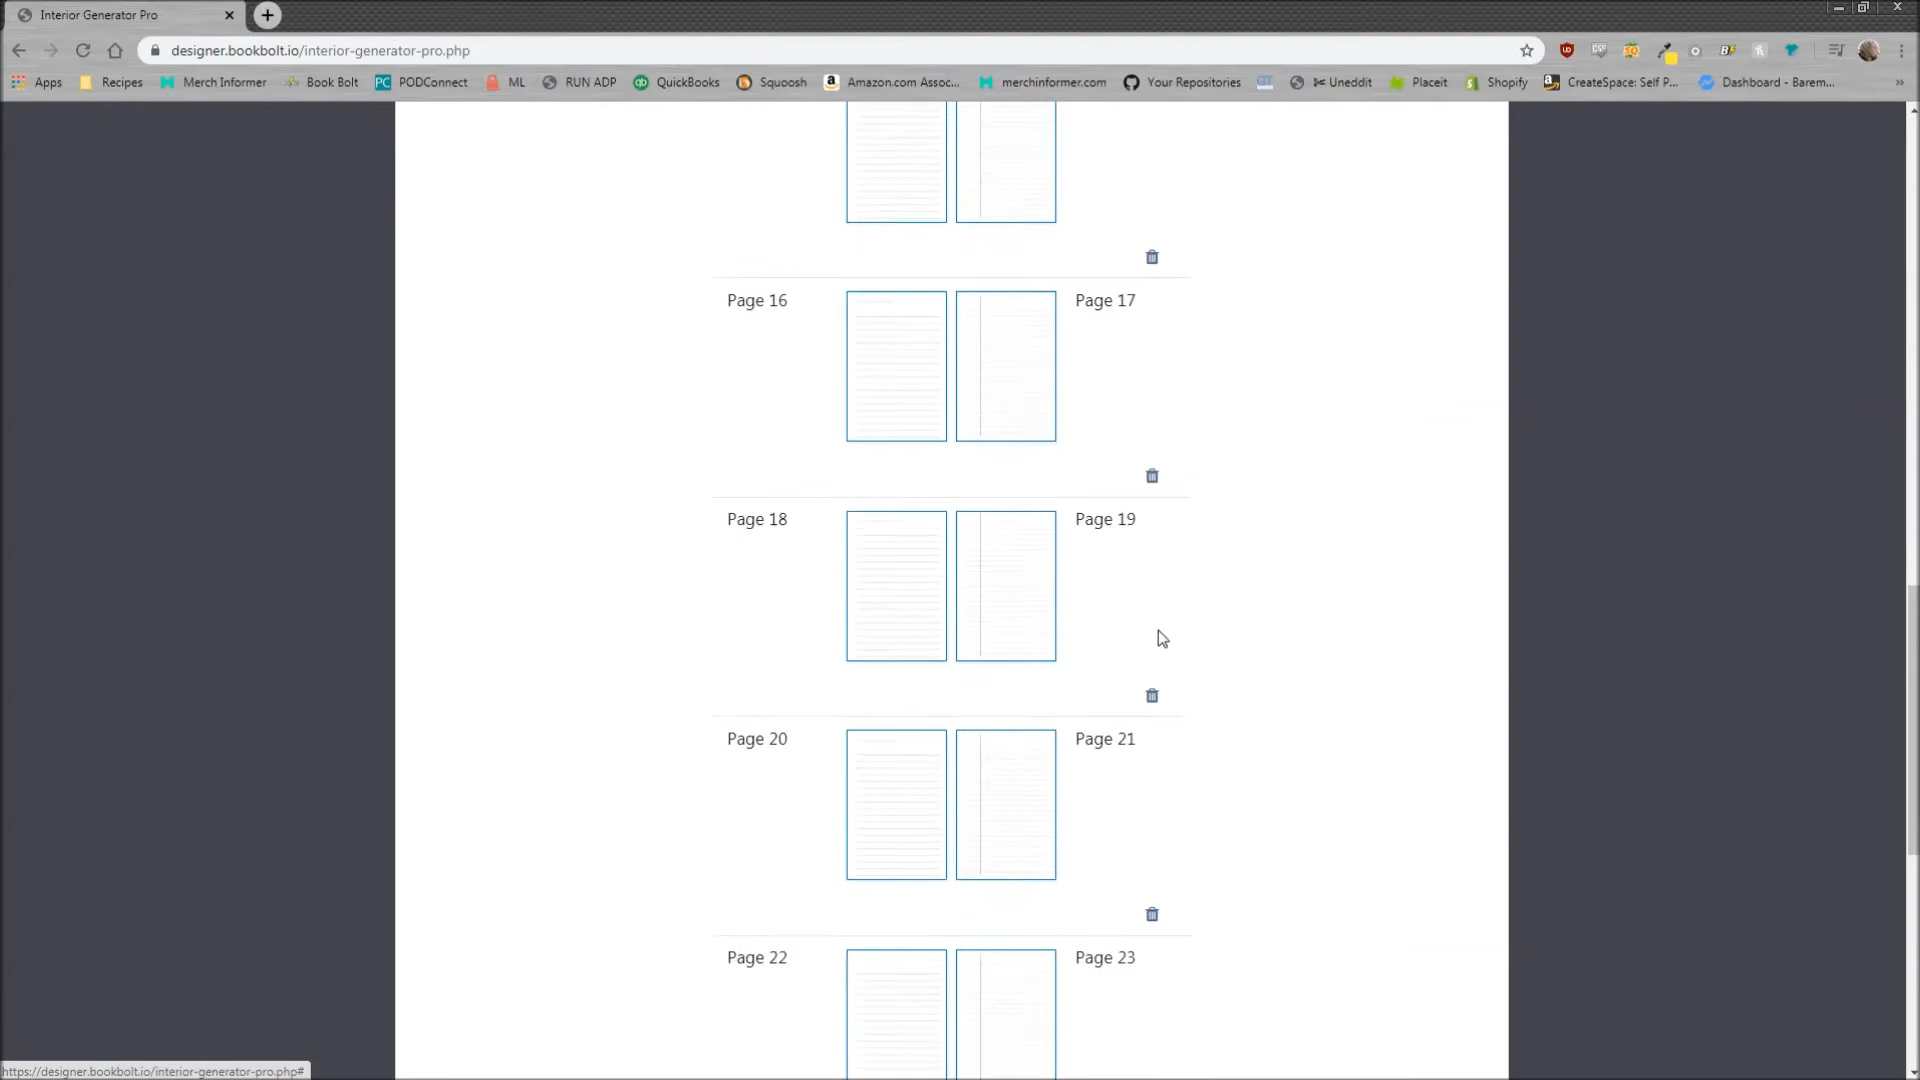 Interior Generator Pro
designer.bookbolt.io/interior-generator-pro.php
Apps Recipes Merch Informer Book Bolt PODConnect ML RUN ADP QuickBooks Squoosh Amazon.com Assoc... merchinformer.com Your Repositories GT Uneddit Placeit Shopify CreateSpace: Self P... Dashboard - Barem... »
Page 16 Page 17
Page 18 Page 19
Page 20 Page 21
Page 22 Page 23
https://designer.bookbolt.io/interior-generator-pro.php#